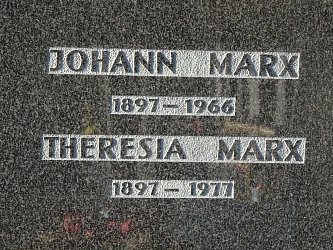 JOHANN MARX
1897 – 1966
THERESIA MARX
1897 – 1977